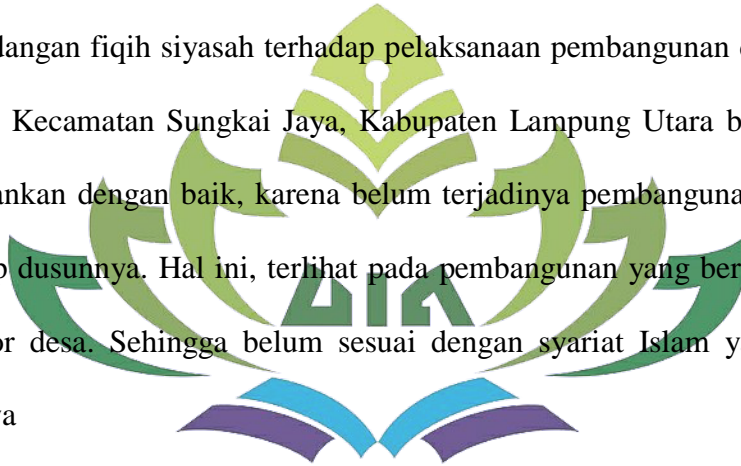 dangan fiqih siyasah terhadap pelaksanaan pembangunan
Kecamatan Sungkai Jaya, Kabupaten Lampung Utara b
ankan dengan baik, karena belum terjadinya pembanguna
dusunnya. Hal ini, terlihat pada pembangunan yang ber
or desa. Sehingga belum sesuai dengan syariat Islam y
UIN
a